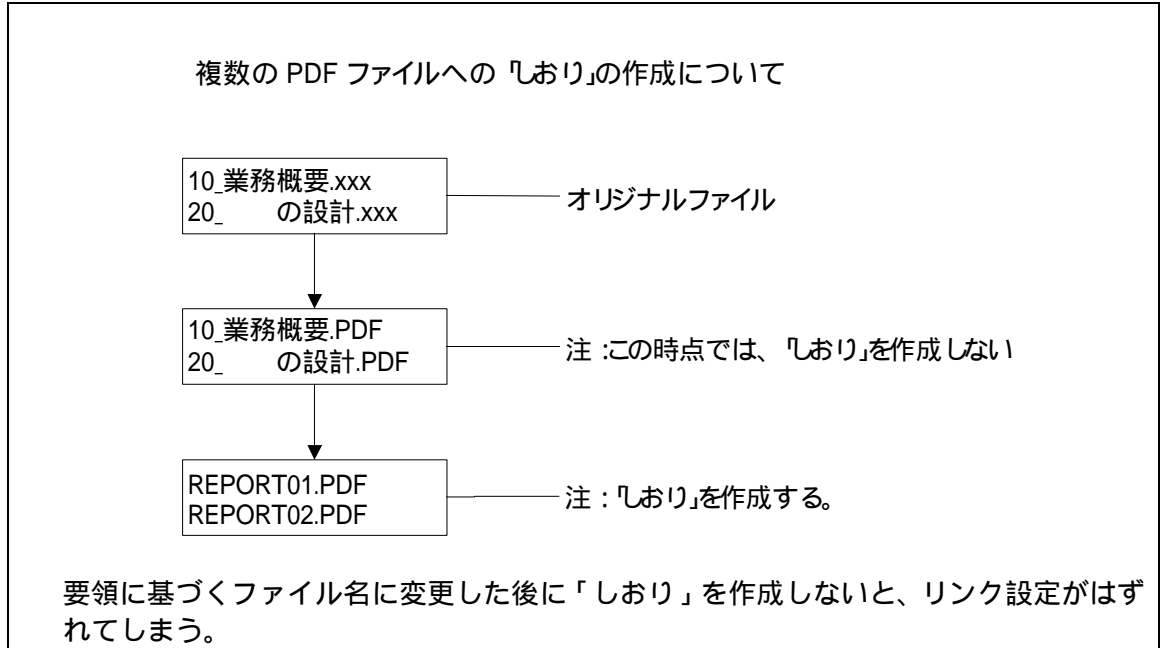 複数の PDF ファイルへの「しおり」の作成について
10_業務概要.xxx
20_　　の設計.xxx
オリジナルファイル
10_業務概要.PDF
20_　　の設計.PDF
注：この時点では、「しおり」を作成しない
REPORT01.PDF
REPORT02.PDF
注：「しおり」を作成する。
要領に基づくファイル名に変更した後に「しおり」を作成しないと、リンク設定がはず
れてしまう。